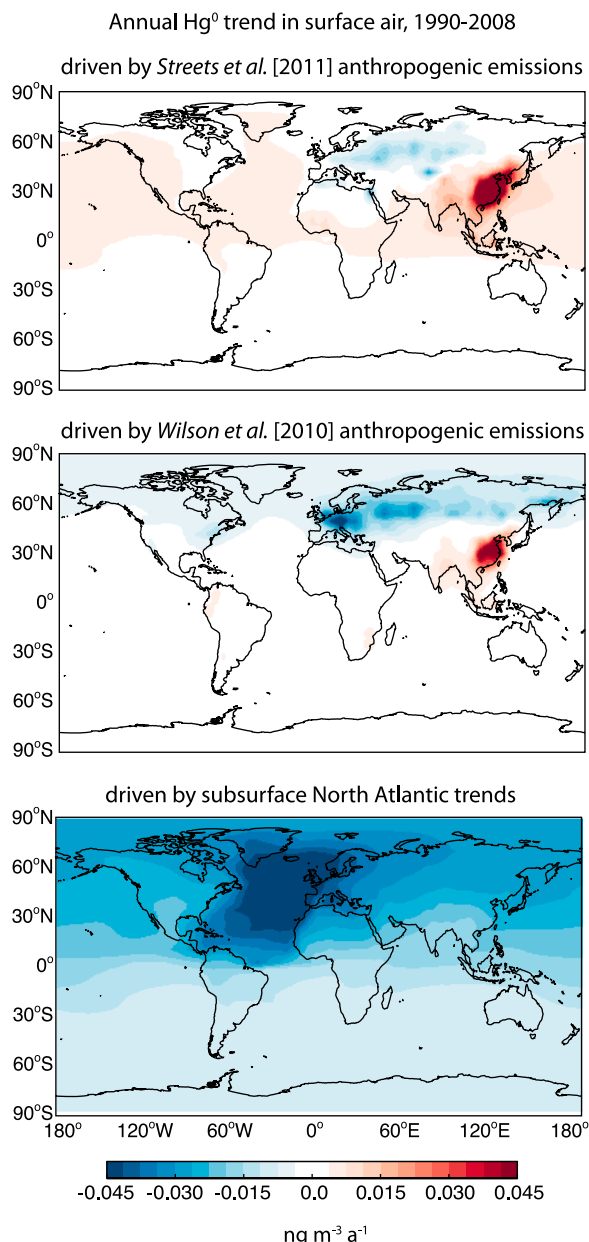 Annual Hg⁰ trend in surface air, 1990-2008
driven by Streets et al. [2011] anthropogenic emissions
90°N
60°N
30°N
0°
30°S
60°S
90°S
driven by Wilson et al. [2010] anthropogenic emissions
90°N
60°N
30°N
0°
30°S
60°S
90°S
driven by subsurface North Atlantic trends
90°N
60°N
30°N
0°
30°S
60°S
90°S
180° 120°W 60°W 0° 60°E 120°E 180°
-0.045 -0.030 -0.015 0.0 0.015 0.030 0.045
ng m⁻³ a⁻¹